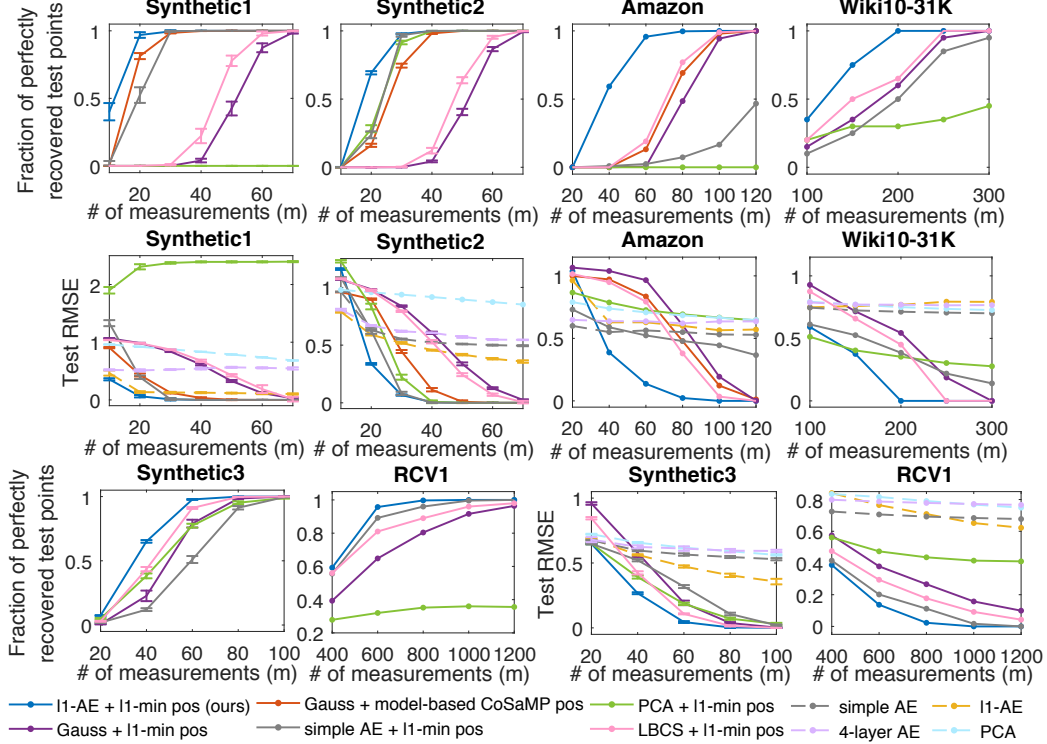 Synthetic1 Synthetic2 Amazon Wiki10-31K
Fraction of perfectly
recovered test points
1 1 1 1
0.5 0.5 0.5 0.5
0 0 0 0
20 40 60 20 40 60 20 40 60 80 100 120 100 200 300
# of measurements (m) # of measurements (m) # of measurements (m) # of measurements (m)
Synthetic1 Synthetic2 Amazon Wiki10-31K
Test RMSE
2 1 1 1
1 0.5 0.5 0.5
0 0 0 0
20 40 60 20 40 60 20 40 60 80 100 120 100 200 300
# of measurements (m) # of measurements (m) # of measurements (m) # of measurements (m)
Synthetic3 RCV1 Synthetic3 RCV1
Fraction of perfectly
recovered test points
Test RMSE
1 1 1 0.8
0.8 0.6
0.5 0.6 0.5 0.4
0.4 0.2
0 0.2 0 0
20 40 60 80 100 400 600 800 1000 1200 20 40 60 80 100 400 600 800 1000 1200
# of measurements (m) # of measurements (m) # of measurements (m) # of measurements (m)
l1-AE + l1-min pos (ours) Gauss + model-based CoSaMP pos PCA + l1-min pos simple AE l1-AE
Gauss + l1-min pos simple AE + l1-min pos LBCS + l1-min pos 4-layer AE PCA